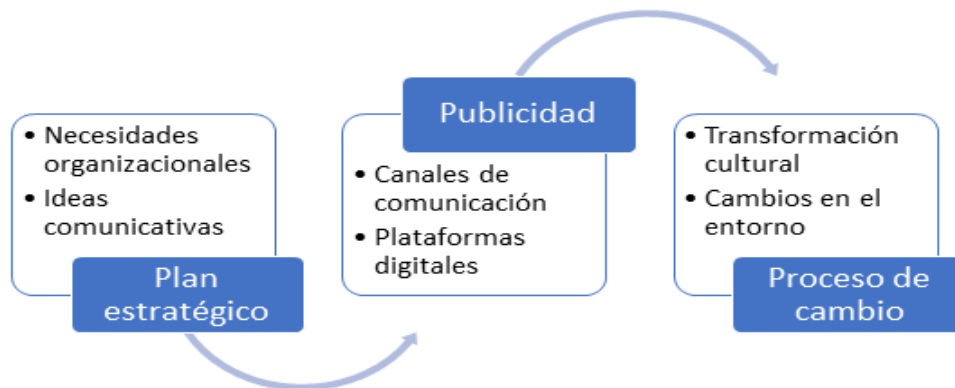 • Necesidades
organizacionales
• Ideas
comunicativas
Plan
estratégico
Publicidad
• Canales de
comunicación
• Plataformas
digitales
• Transformación
cultural
• Cambios en el
entorno
Proceso de
cambio